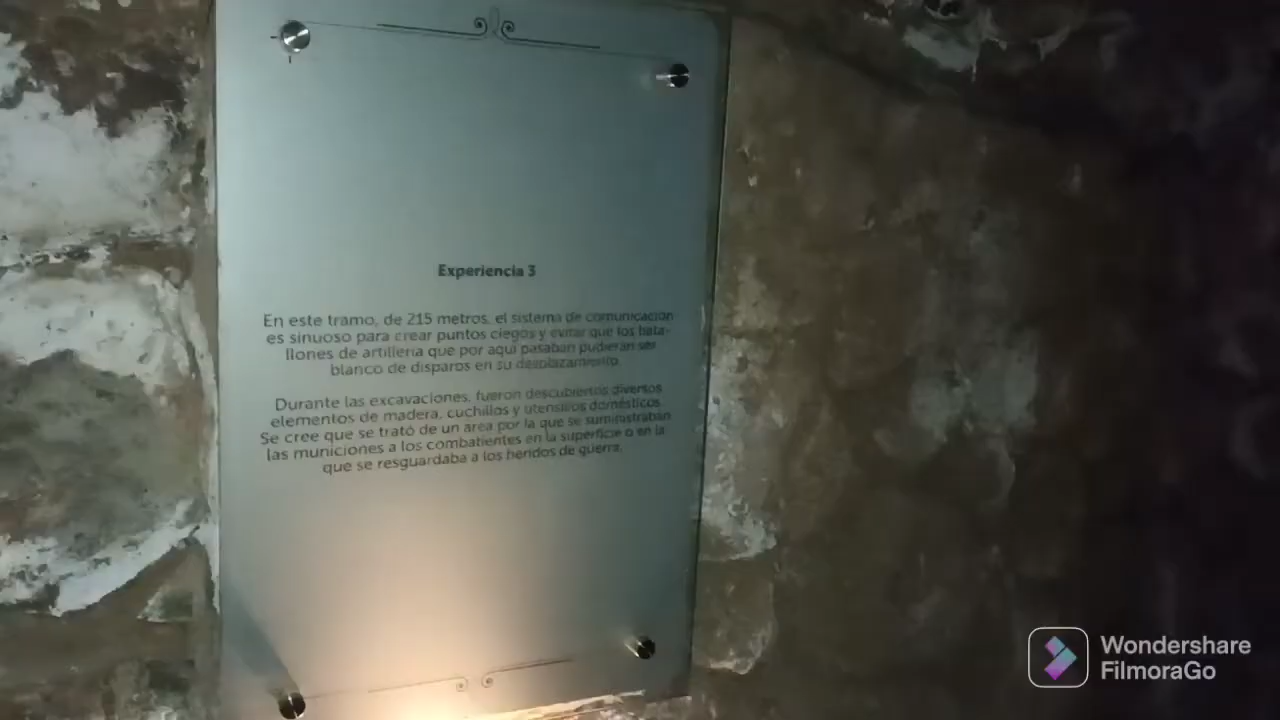 Experiencia 3
En este tramo, de 215 metros, el sistema de comunicación
es sinuoso para crear puntos ciegos y evitar que los bata-
llones de artillería que por aquí pasaban pudieran ser
blanco de disparos en su desplazamiento.
Durante las excavaciones, fueron descubiertos diversos
elementos de madera, cuchillos y utensilios domésticos.
Se cree que se trató de un área por la que se suministraban
las municiones a los combatientes en la superficie o en la
que se resguardaba a los heridos de guerra.
Wondershare
FilmoraGo